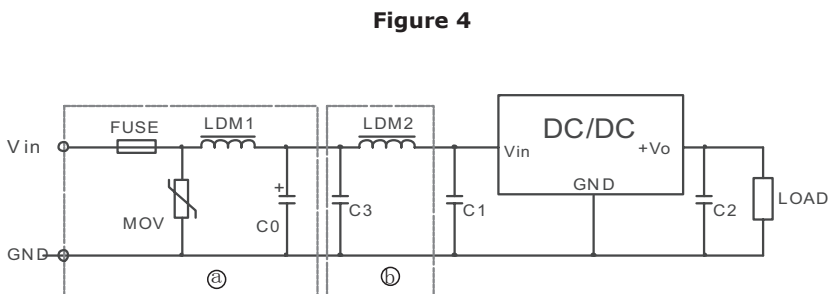 Figure 4
FUSE
LDM1
LDM2
DC/DC
Vin
Vin
+Vo
GND
MOV
+
C0
C3
C1
C2
LOAD
GND
ⓐ
ⓑ